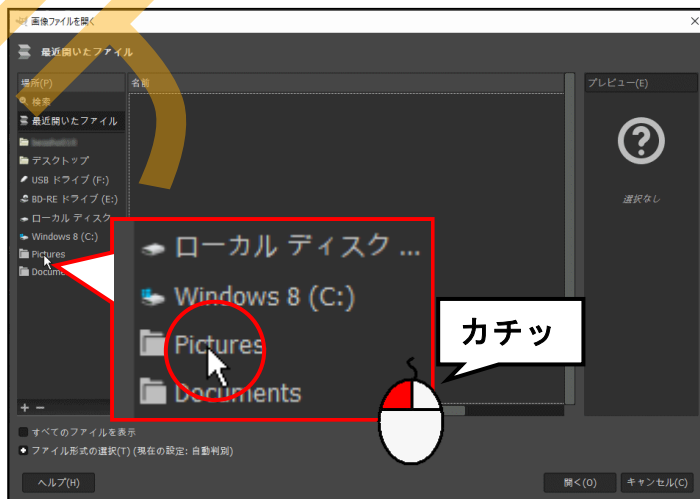 画像ファイルを開く
最近開いたファイル
場所(P)
名前
プレビュー(E)
検索
最近開いたファイル
デスクトップ
USB ドライブ (F:)
BD-RE ドライブ (E:)
ローカル ディスク
Windows 8 (C:)
Pictures
選択なし
ローカル ディスク ...
Windows 8 (C:)
Pictures
Documents
カチッ
すべてのファイルを表示
ファイル形式の選択(T) (現在の設定: 自動判別)
ヘルプ(H)
開く(O)
キャンセル(C)